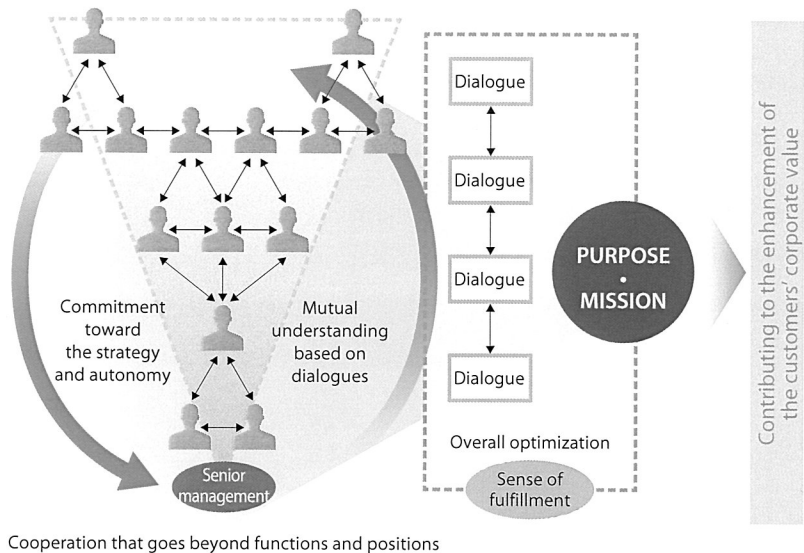 Commitment
toward
the strategy
and autonomy
Mutual
understanding
based on
dialogues
Senior
management
Dialogue
Dialogue
Dialogue
Dialogue
Overall optimization
Sense of
fulfillment
PURPOSE
•
MISSION
Contributing to the enhancement of
the customers' corporate value
Cooperation that goes beyond functions and positions